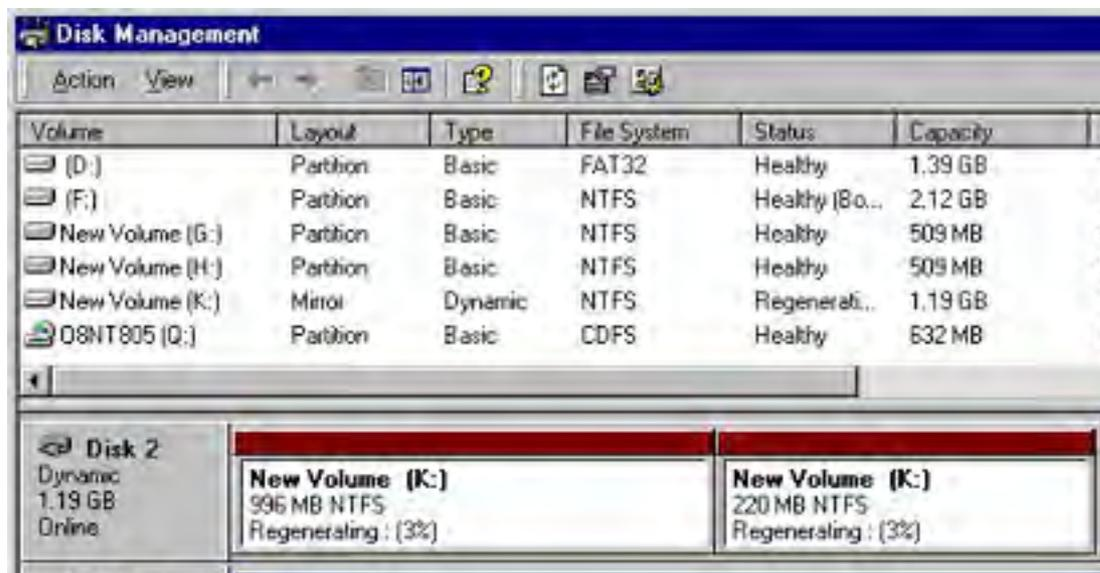 Disk Management
Action View
Volume Layout Type File System Status Capacity
(D:) Partition Basic FAT32 Healthy 1.39 GB
(F:) Partition Basic NTFS Healthy (Bo... 2.12 GB
New Volume (G:) Partition Basic NTFS Healthy 509 MB
New Volume (H:) Partition Basic NTFS Healthy 509 MB
New Volume (K:) Mirror Dynamic NTFS Regenerati... 1.19 GB
O8NT805 (Q:) Partition Basic CDFS Healthy 632 MB
Disk 2
Dynamic
1.19 GB
Online
New Volume (K:)
996 MB NTFS
Regenerating : (3%)
New Volume (K:)
220 MB NTFS
Regenerating : (3%)